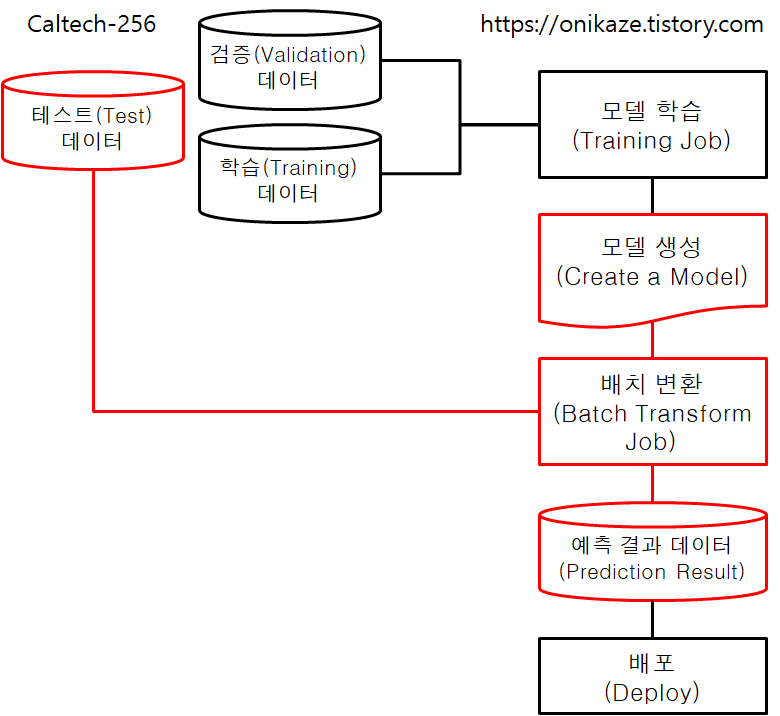 Caltech-256
https://onikaze.tistory.com
검증(Validation)
데이터
테스트(Test)
데이터
학습(Training)
데이터
모델 학습
(Training Job)
모델 생성
(Create a Model)
배치 변환
(Batch Transform
Job)
예측 결과 데이터
(Prediction Result)
배포
(Deploy)